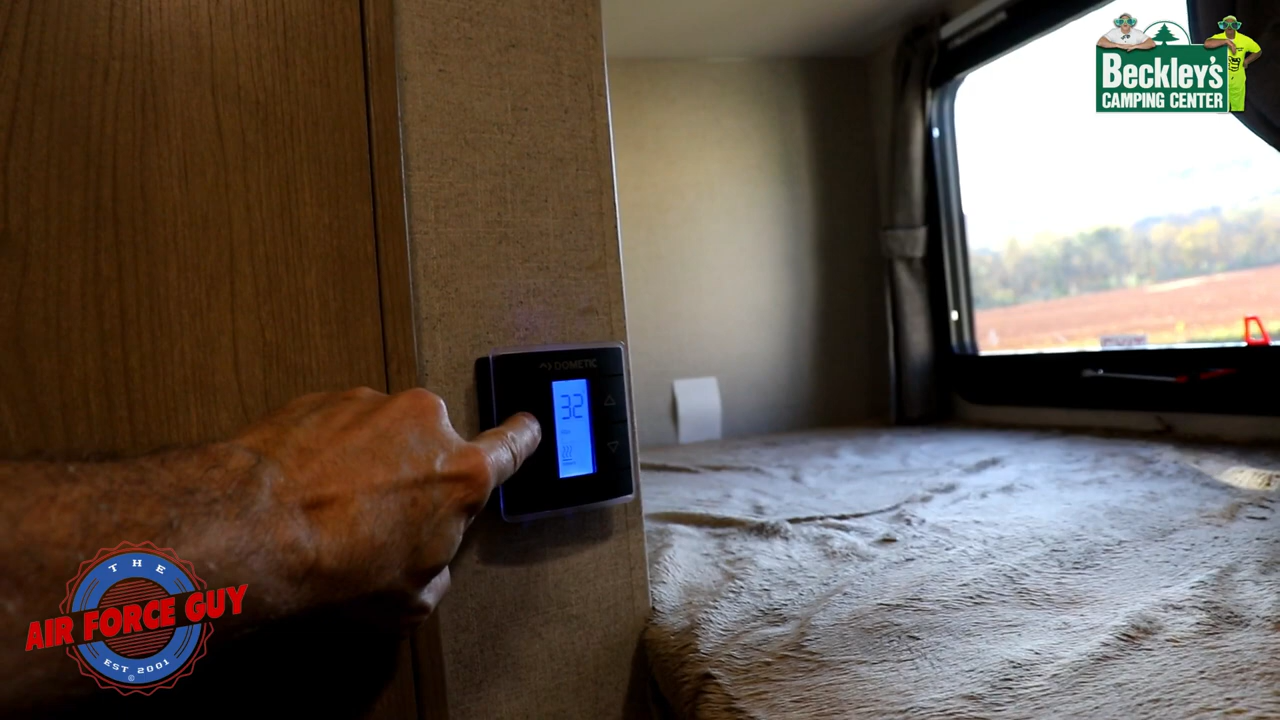 BECKLEY'S
CAMPING CENTER
DOMETIC
32
THE
AIR FORCE GUY
EST 2001
©